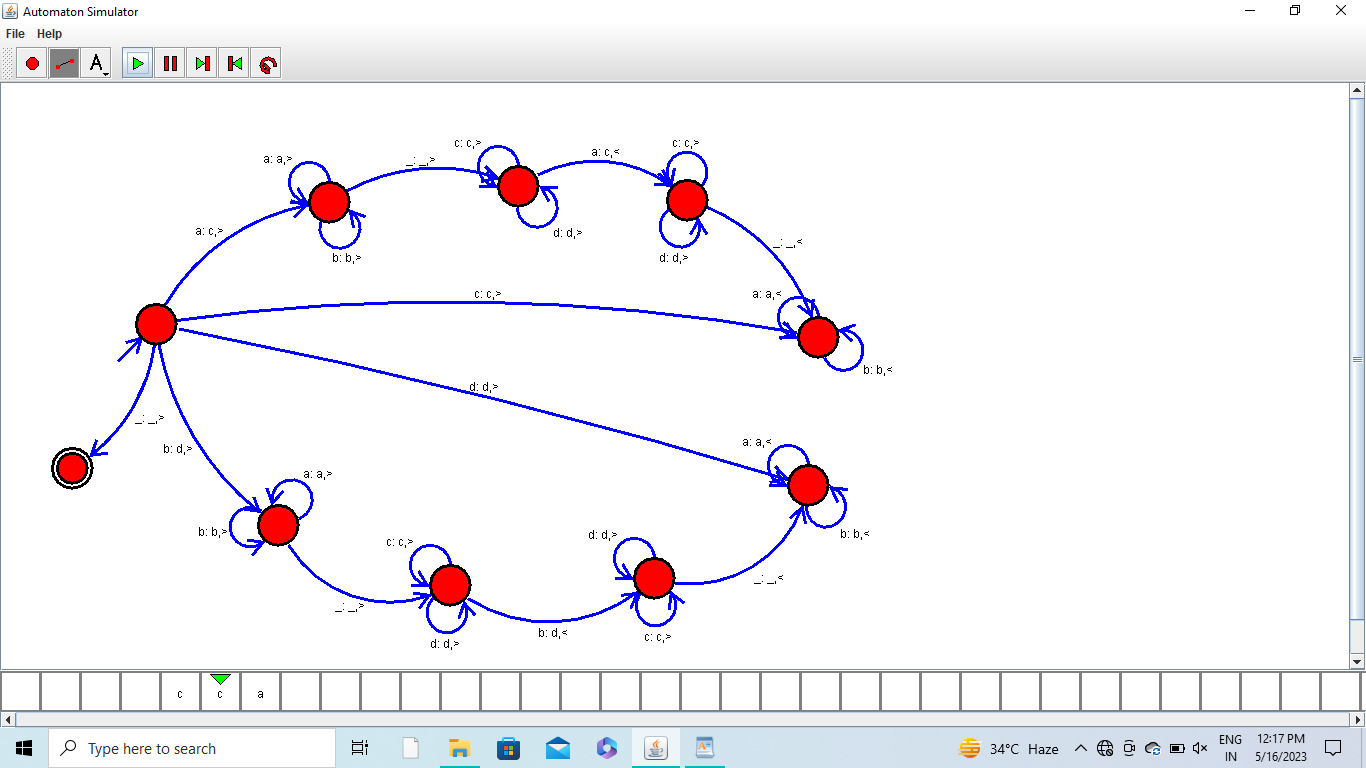 Automaton Simulator
File Help
A
c: c,> a: c,< c: c,>
a: a,> _: _,>
a: c,> d: d,> _: _,<
b: b,> d: d,>
c: c,> a: a,<
b: b,<
d: d,>
_: _,>
b: d,> a: a,<
a: a,>
b: b,> d: d,> b: b,<
c: c,>
_: _,> _: _,<
d: d,> b: d,< c: c,>
c c a
Type here to search
34°C Haze
ENG
IN
12:17 PM
5/16/2023